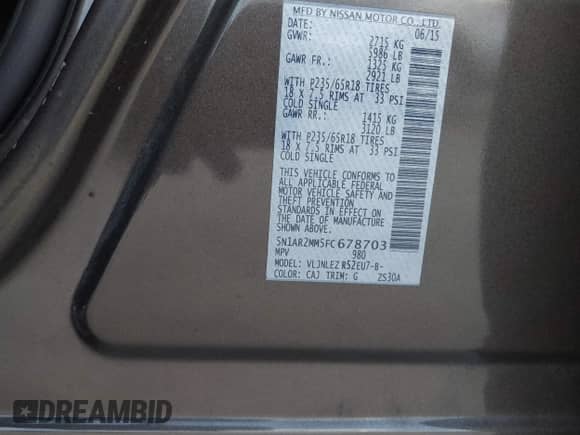 MFD BY NISSAN MOTOR CO., LTD.
DATE: 06/15
GVWR: 2715 KG
5986 LB
GAWR FR.: 1325 KG
2921 LB
WITH P235/65R18 TIRES
18 X 7.5 RIMS AT 33 PSI
COLD SINGLE
GAWR RR.: 1415 KG
3120 LB
WITH P235/65R18 TIRES
18 X 7.5 RIMS AT 33 PSI
COLD SINGLE
THIS VEHICLE CONFORMS TO
ALL APPLICABLE FEDERAL
MOTOR VEHICLE SAFETY AND
THEFT PREVENTION
STANDARDS IN EFFECT ON
THE DATE OF MANUFACTURE
SHOWN ABOVE.
5N1AR2MM5FC678703
MPV 980
MODEL: VLJNLEZ R52EU7-B-
COLOR: CAJ TRIM: G ZS30A
DREAMBID